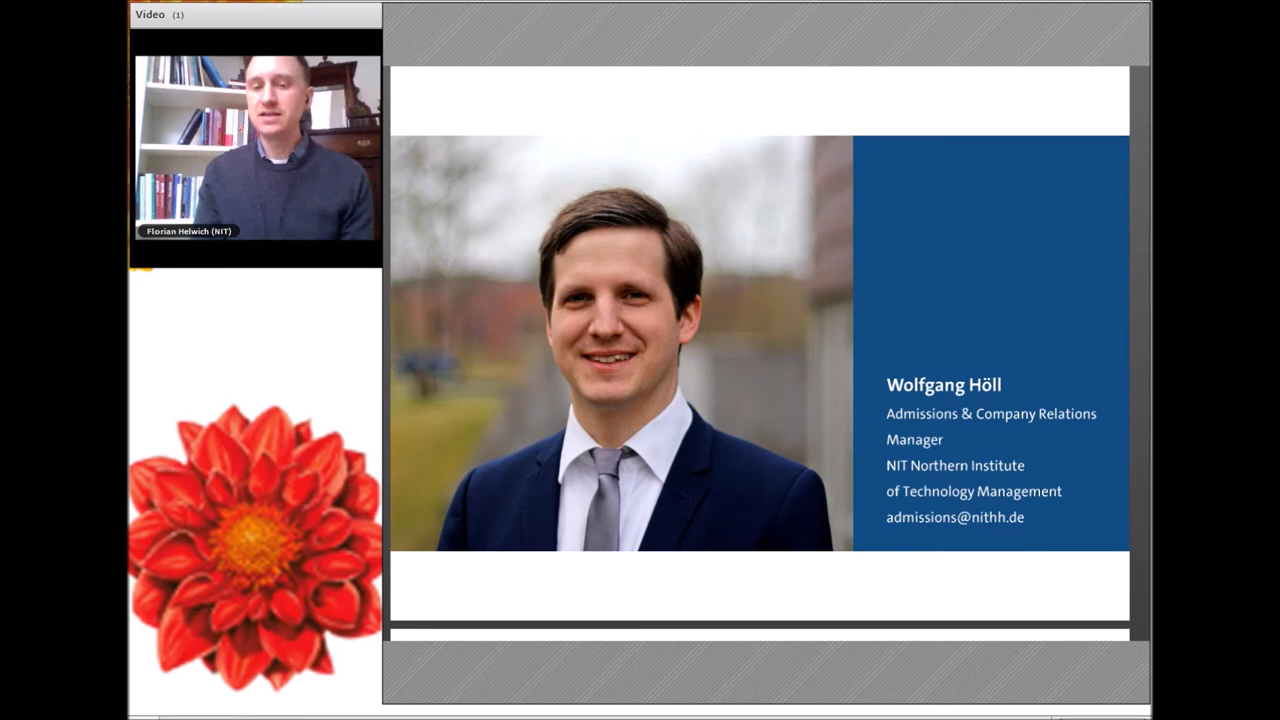 Video (1)
Florian Helwich (NIT)
Wolfgang Höll
Admissions & Company Relations
Manager
NIT Northern Institute
of Technology Management
admissions@nithh.de